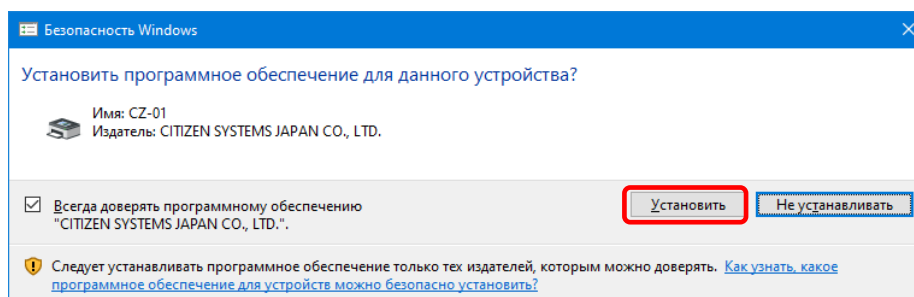 Безопасность Windows
Установить программное обеспечение для данного устройства?
Имя: CZ-01
Издатель: CITIZEN SYSTEMS JAPAN CO., LTD.
Всегда доверять программному обеспечению
"CITIZEN SYSTEMS JAPAN CO., LTD.".
Установить
Не устанавливать
Следует устанавливать программное обеспечение только тех издателей, которым можно доверять. Как узнать, какое
программное обеспечение для устройств можно безопасно установить?